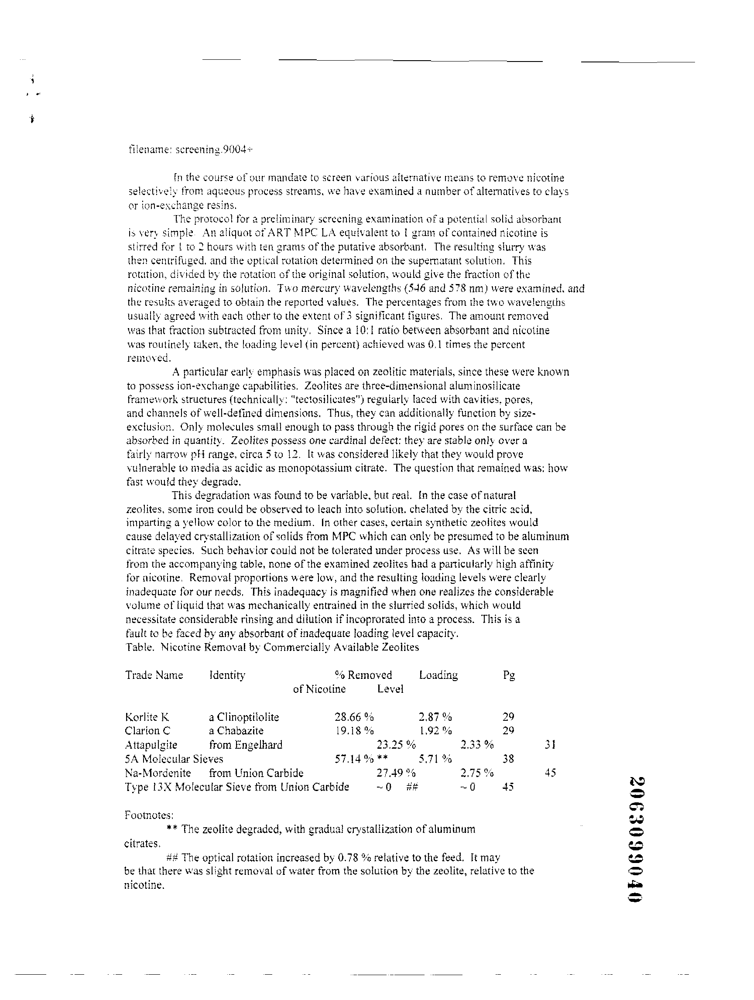 filename: screening.9004+
In the course of our mandate to screen various alternative means to remove nicotine
selectively from aqueous process streams, we have examined a number of alternatives to clays
or ion-exchange resins.
The protocol for a preliminary screening examination of a potential solid absorbant
is very simple. An aliquot of ART MPC LA equivalent to 1 gram of contained nicotine is
stirred for 1 to 2 hours with ten grams of the putative absorbant. The resulting slurry was
then centrifuged, and the optical rotation determined on the supernatant solution. This
rotation, divided by the rotation of the original solution, would give the fraction of the
nicotine remaining in solution. Two mercury wavelengths (546 and 578 nm) were examined, and
the results averaged to obtain the reported values. The percentages from the two wavelengths
usually agreed with each other to the extent of 3 significant figures. The amount removed
was that fraction subtracted from unity. Since a 10:1 ratio between absorbant and nicotine
was routinely taken, the loading level (in percent) achieved was 0.1 times the percent
removed.
A particular early emphasis was placed on zeolitic materials, since these were known
to possess ion-exchange capabilities. Zeolites are three-dimensional aluminosilicate
framework structures (technically: "tectosilicates") regularly laced with cavities, pores,
and channels of well-defined dimensions. Thus, they can additionally function by size-
exclusion. Only molecules small enough to pass through the rigid pores on the surface can be
absorbed in quantity. Zeolites possess one cardinal defect: they are stable only over a
fairly narrow pH range, circa 5 to 12. It was considered likely that they would prove
vulnerable to media as acidic as monopotassium citrate. The question that remained was: how
fast would they degrade.
This degradation was found to be variable, but real. In the case of natural
zeolites, some iron could be observed to leach into solution, chelated by the citric acid,
imparting a yellow color to the medium. In other cases, certain synthetic zeolites would
cause delayed crystallization of solids from MPC which can only be presumed to be aluminum
citrate species. Such behavior could not be tolerated under process use. As will be seen
from the accompanying table, none of the examined zeolites had a particularly high affinity
for nicotine. Removal proportions were low, and the resulting loading levels were clearly
inadequate for our needs. This inadequacy is magnified when one realizes the considerable
volume of liquid that was mechanically entrained in the slurried solids, which would
necessitate considerable rinsing and dilution if incoprorated into a process. This is a
fault to be faced by any absorbant of inadequate loading level capacity.
Table. Nicotine Removal by Commercially Available Zeolites
Trade Name Identity % Removed Loading Pg
of Nicotine Level
Korlite K a Clinoptilolite 28.66 % 2.87 % 29
Clarion C a Chabazite 19.18 % 1.92 % 29
Attapulgite from Engelhard 23.25 % 2.33 % 31
5A Molecular Sieves 57.14 % ** 5.71 % 38
Na-Mordenite from Union Carbide 27.49 % 2.75 % 45
Type 13X Molecular Sieve from Union Carbide ~ 0 ## ~ 0 45
Footnotes:
** The zeolite degraded, with gradual crystallization of aluminum
citrates.
## The optical rotation increased by 0.78 % relative to the feed. It may
be that there was slight removal of water from the solution by the zeolite, relative to the
nicotine.
2063099040